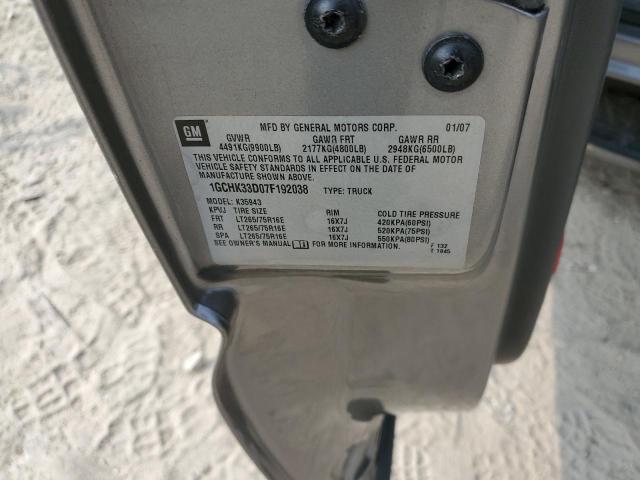 GM
MFD BY GENERAL MOTORS CORP. 01/07
GVWR GAWR FRT GAWR RR
4491KG(9900LB) 2177KG(4800LB) 2948KG(6500LB)
THIS VEHICLE CONFORMS TO ALL APPLICABLE U.S. FEDERAL MOTOR
VEHICLE SAFETY STANDARDS IN EFFECT ON THE DATE OF
MANUFACTURE SHOWN ABOVE.
1GCHK33D07F192038 TYPE: TRUCK
MODEL: K35943
KPVJ TIRE SIZE RIM COLD TIRE PRESSURE
FRT LT265/75R16E 16X7J 420KPA(60PSI)
RR LT265/75R16E 16X7J 520KPA(75PSI)
SPA LT265/75R16E 16X7J 550KPA(80PSI)
SEE OWNER'S MANUAL FOR MORE INFORMATION. F 132
T 1945